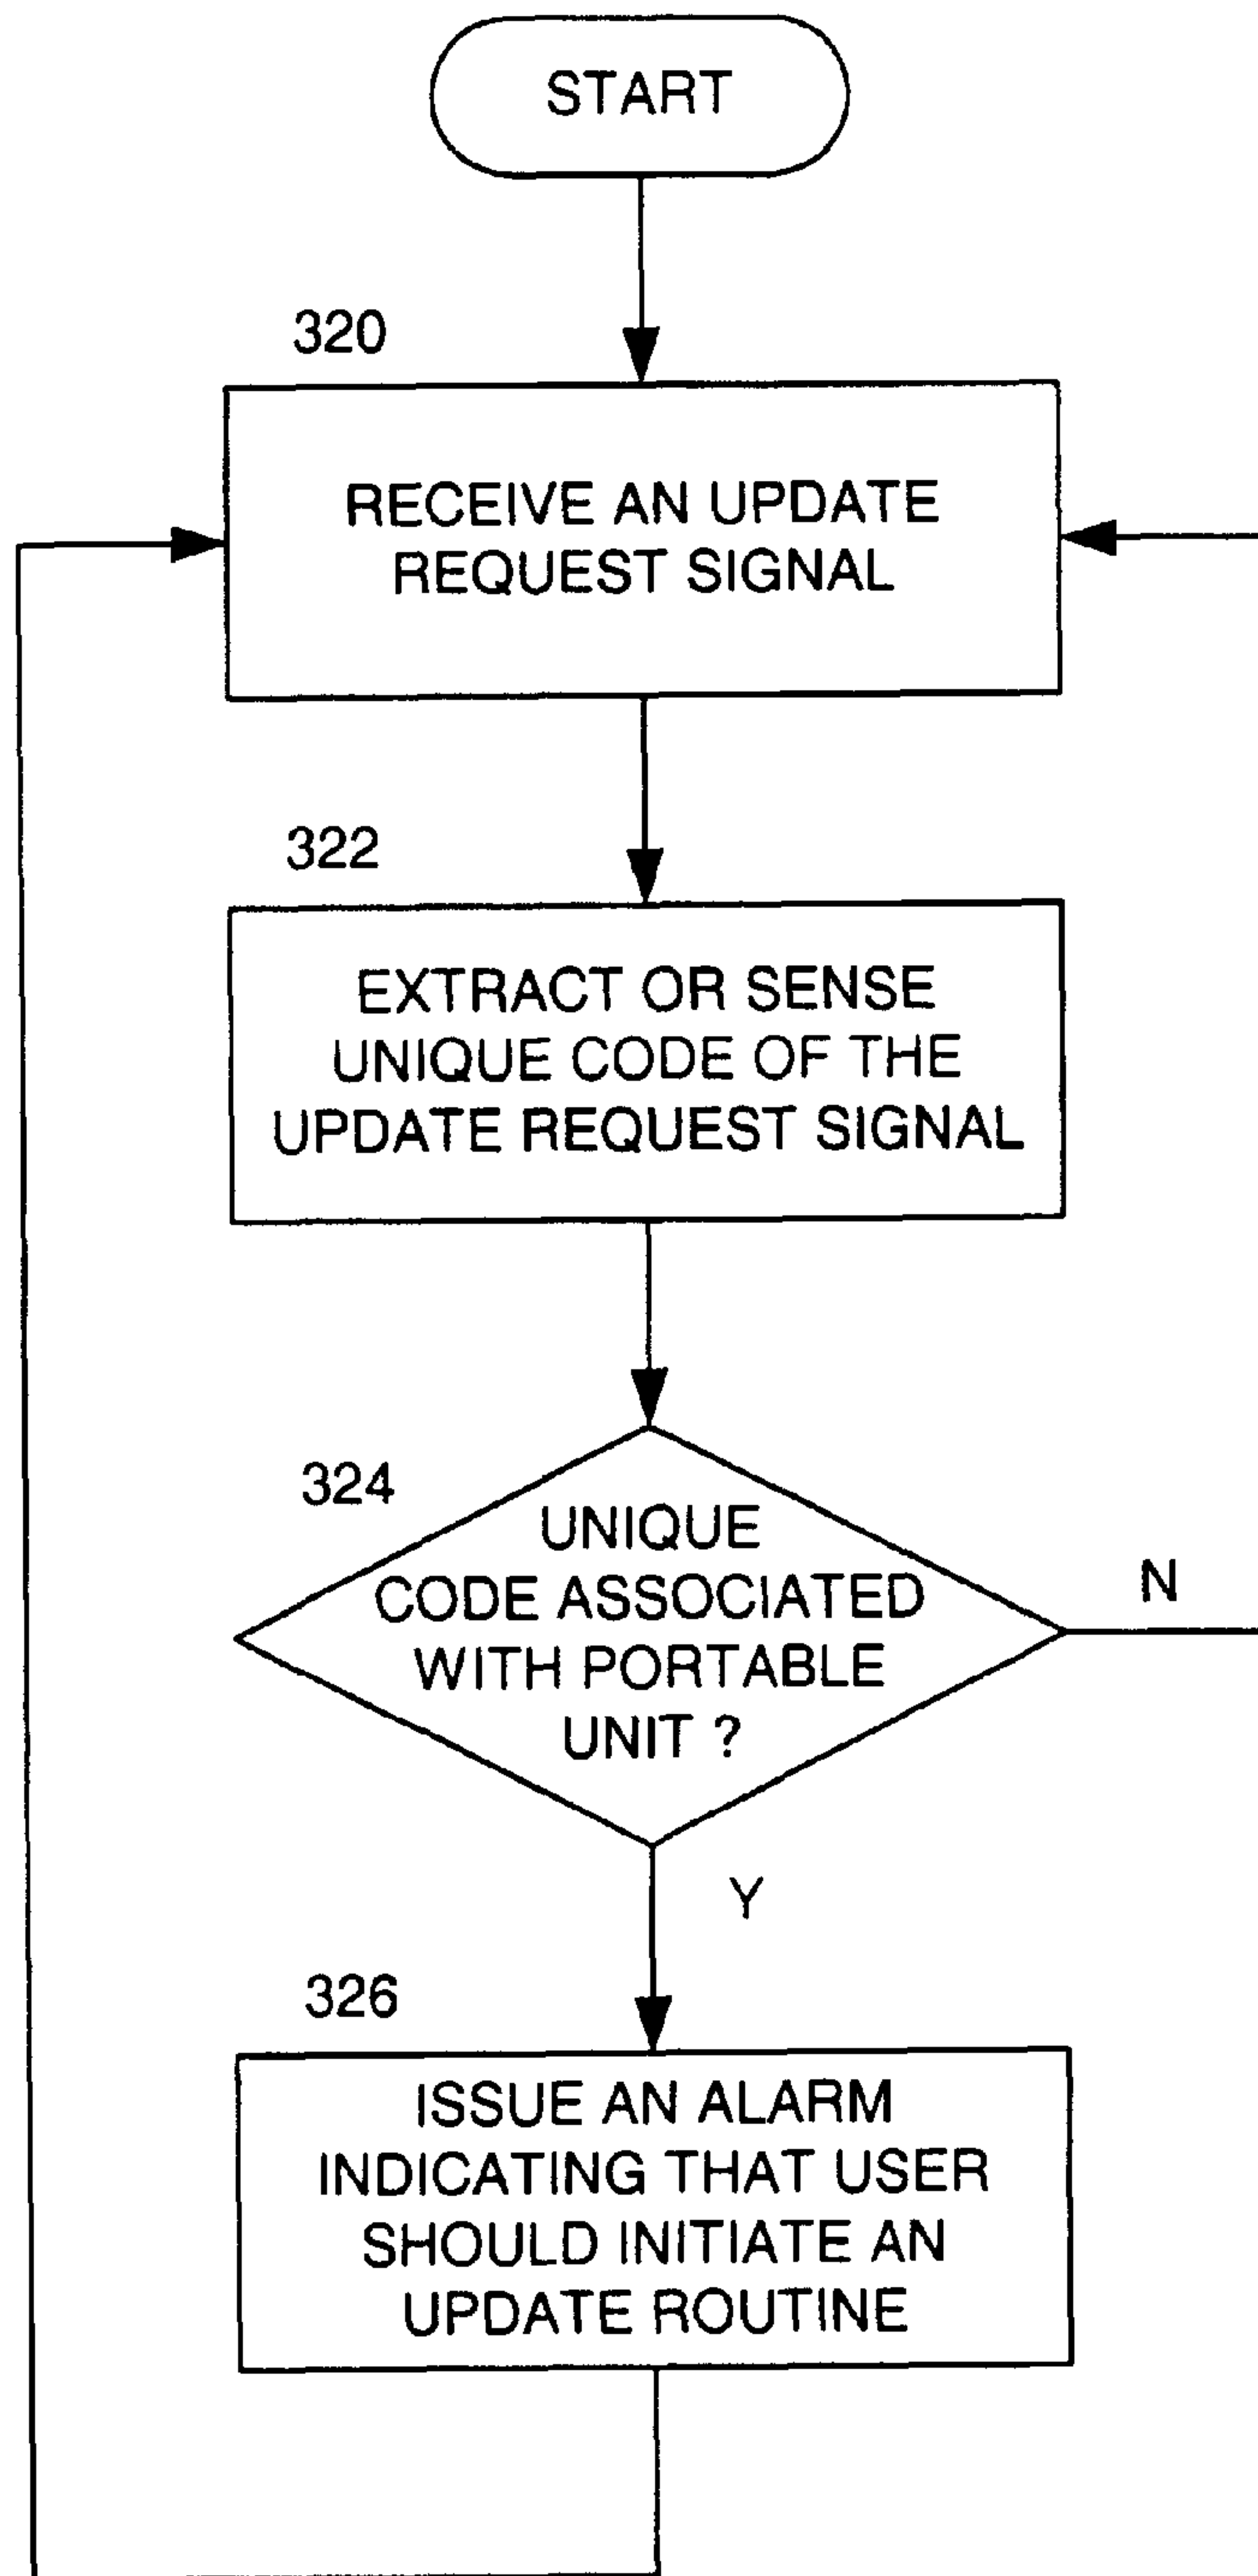 START
320
RECEIVE AN UPDATE
REQUEST SIGNAL
322
EXTRACT OR SENSE
UNIQUE CODE OF THE
UPDATE REQUEST SIGNAL
324
UNIQUE
CODE ASSOCIATED
WITH PORTABLE
UNIT ?
N
Y
326
ISSUE AN ALARM
INDICATING THAT USER
SHOULD INITIATE AN
UPDATE ROUTINE